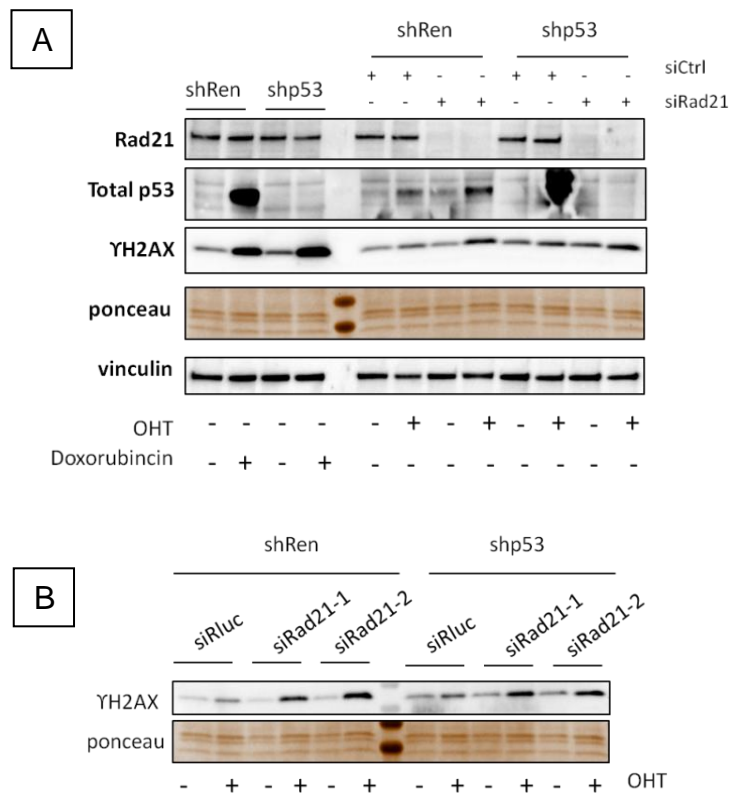 A
shRen shp53
+ + - - + + - - siCtrl
shRen shp53
- - + + - - + + siRad21
Rad21
Total p53
ϒH2AX
ponceau
vinculin
OHT - - - - - + - + - + - +
Doxorubincin - + - + - - - - - - - -
B
shRen shp53
siRluc siRad21-1 siRad21-2 siRluc siRad21-1 siRad21-2
ϒH2AX
ponceau
- + - + - + - + - + - + OHT